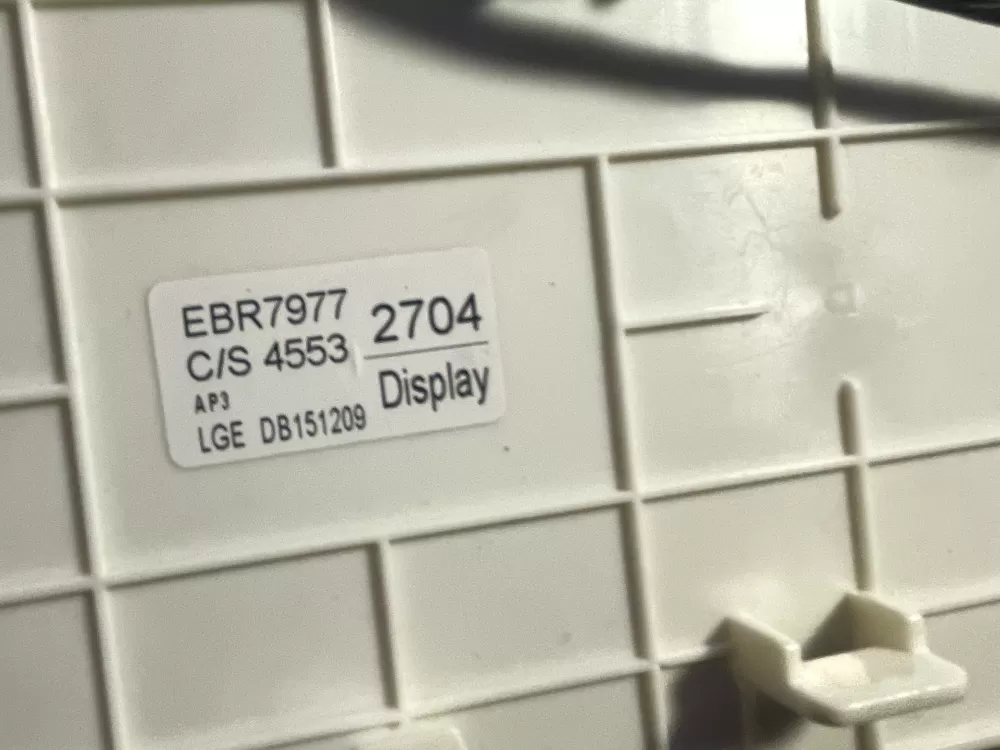 EBR7977 2704
C/S 4553
Display
AP3
LGE DB151209